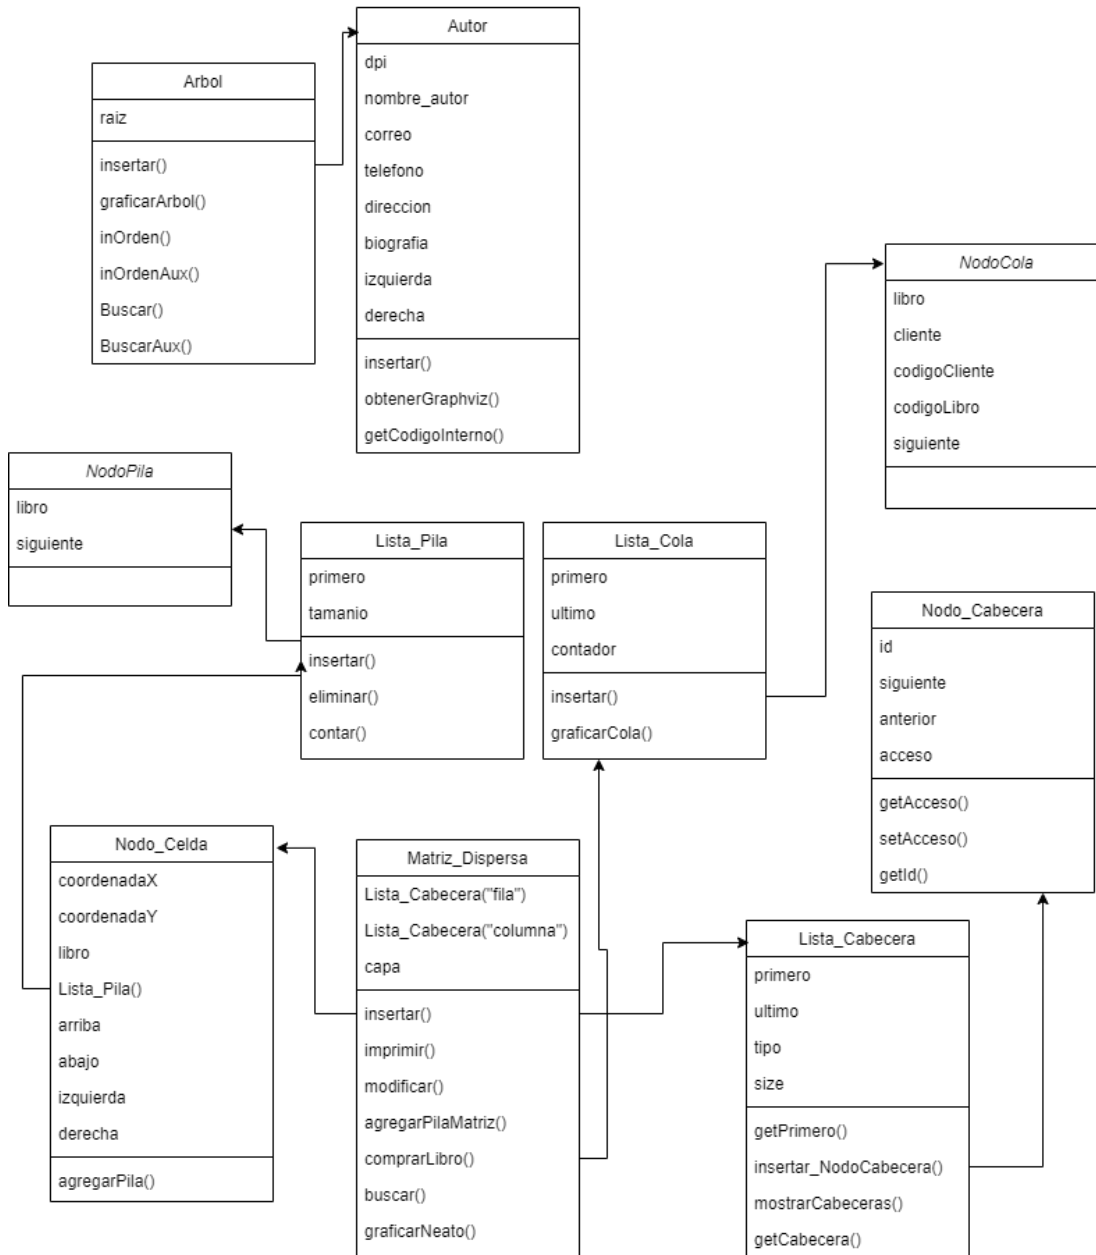 Arbol
raiz
insertar()
graficarArbol()
inOrden()
inOrdenAux()
Buscar()
BuscarAux()
Autor
dpi
nombre_autor
correo
telefono
direccion
biografia
izquierda
derecha
insertar()
obtenerGraphviz()
getCodigoInterno()
NodoCola
libro
cliente
codigoCliente
codigoLibro
siguiente
NodoPila
libro
siguiente
Lista_Pila
primero
tamanio
insertar()
eliminar()
contar()
Lista_Cola
primero
ultimo
contador
insertar()
graficarCola()
Nodo_Cabecera
id
siguiente
anterior
acceso
getAcceso()
setAcceso()
getId()
Nodo_Celda
coordenadaX
coordenadaY
libro
Lista_Pila()
arriba
abajo
izquierda
derecha
agregarPila()
Matriz_Dispersa
Lista_Cabecera("fila")
Lista_Cabecera("columna")
capa
insertar()
imprimir()
modificar()
agregarPilaMatriz()
comprarLibro()
buscar()
graficarNeato()
Lista_Cabecera
primero
ultimo
tipo
size
getPrimero()
insertar_NodoCabecera()
mostrarCabeceras()
getCabecera()